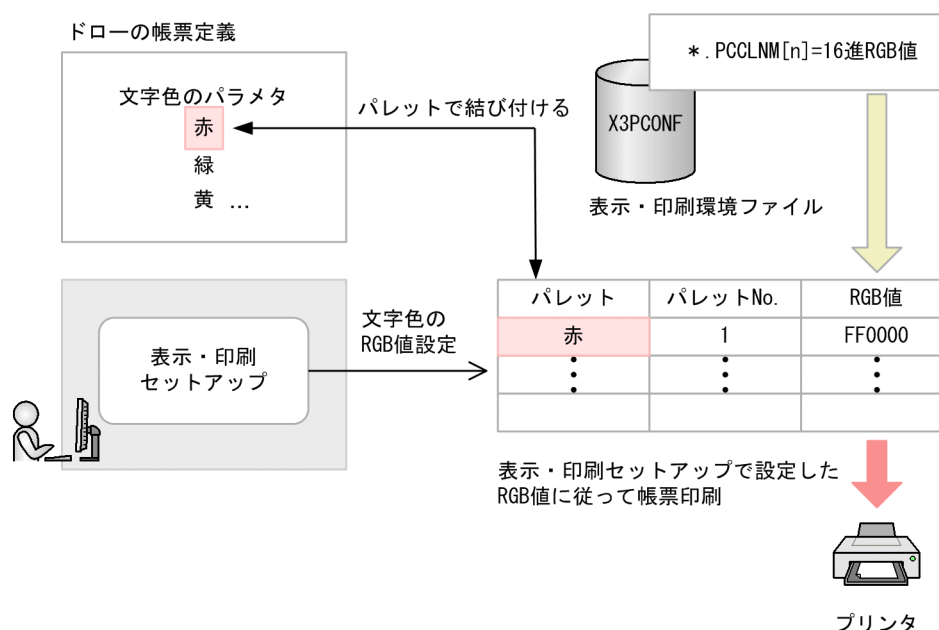 ドローの帳票定義
文字色のパラメタ
赤
緑
黄 …
パレットで結び付ける
*.PCCLNM[n]=16進RGB値
X3PCONF
表示・印刷環境ファイル
表示・印刷
セットアップ
文字色の
RGB値設定
パレット パレットNo. RGB値
赤 1 FF0000
表示・印刷セットアップで設定した
RGB値に従って帳票印刷
プリンタ